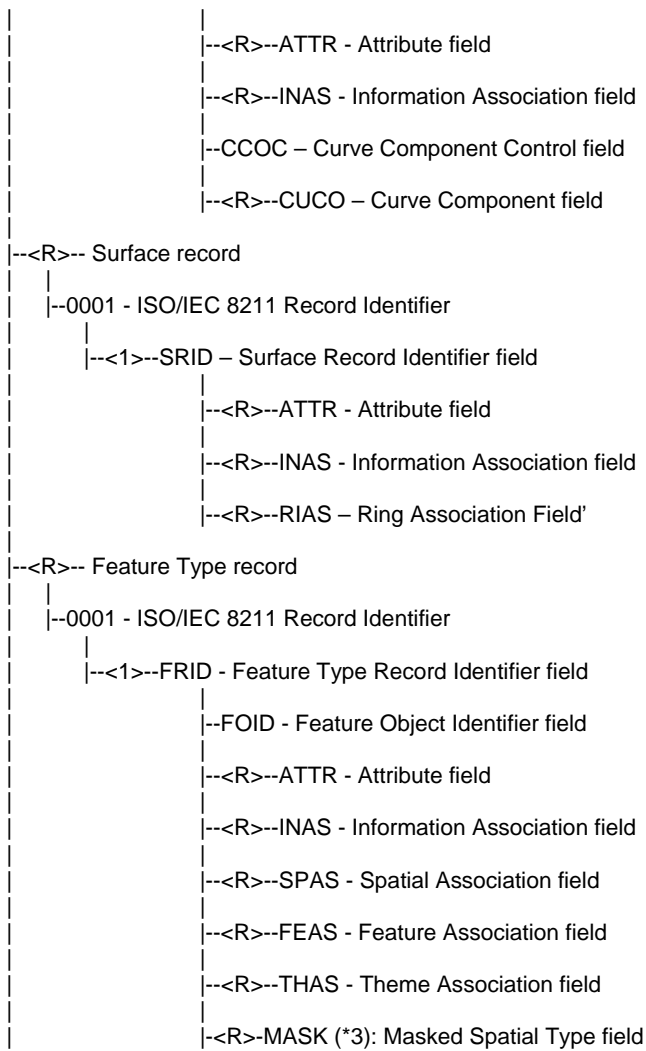 |--<R>--ATTR - Attribute field
|--<R>--INAS - Information Association field
|--CCOC – Curve Component Control field
|--<R>--CUCO – Curve Component field
|--<R>-- Surface record
|--0001 - ISO/IEC 8211 Record Identifier
|--<1>--SRID – Surface Record Identifier field
|--<R>--ATTR - Attribute field
|--<R>--INAS - Information Association field
|--<R>--RIAS – Ring Association Field'
|--<R>-- Feature Type record
|--0001 - ISO/IEC 8211 Record Identifier
|--<1>--FRID - Feature Type Record Identifier field
|--FOID - Feature Object Identifier field
|--<R>--ATTR - Attribute field
|--<R>--INAS - Information Association field
|--<R>--SPAS - Spatial Association field
|--<R>--FEAS - Feature Association field
|--<R>--THAS - Theme Association field
|-<R>-MASK (*3): Masked Spatial Type field